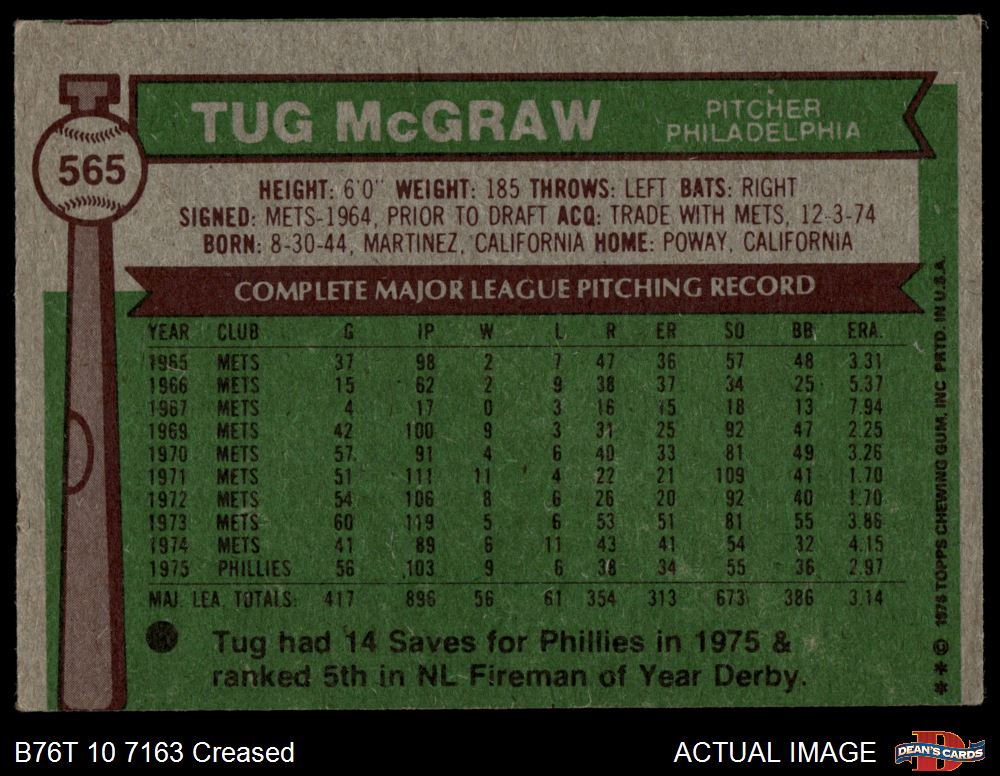 TUG McGRAW
PITCHER
PHILADELPHIA
565
HEIGHT: 6'0" WEIGHT: 185 THROWS: LEFT BATS: RIGHT
SIGNED: METS-1964, PRIOR TO DRAFT ACQ: TRADE WITH METS, 12-3-74
BORN: 8-30-44, MARTINEZ, CALIFORNIA HOME: POWAY, CALIFORNIA
COMPLETE MAJOR LEAGUE PITCHING RECORD
YEAR CLUB G IP W L R ER SO BB ERA.
1965 METS 37 98 2 7 47 36 57 48 3.31
1966 METS 15 62 2 9 38 37 34 25 5.37
1967 METS 4 17 0 3 16 15 18 13 7.94
1969 METS 42 100 9 3 31 25 92 47 2.25
1970 METS 57 91 4 6 40 33 81 49 3.26
1971 METS 51 111 11 4 22 21 109 41 1.70
1972 METS 54 106 8 6 26 20 92 40 1.70
1973 METS 60 119 5 6 53 51 81 55 3.86
1974 METS 41 89 6 11 43 41 54 32 4.15
1975 PHILLIES 56 103 9 6 38 34 55 36 2.97
MAJ. LEA. TOTALS: 417 896 56 61 354 313 673 386 3.14
Tug had 14 Saves for Phillies in 1975 &
ranked 5th in NL Fireman of Year Derby.
** © 1976 TOPPS CHEWING GUM, INC. PRTD. IN U.S.A.
B76T 10 7163 Creased
ACTUAL IMAGE
DEAN'S CARDS